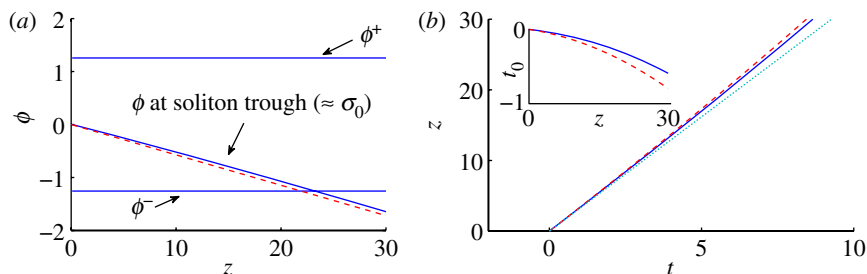 (a)
2
1
0
−1
−2
ϕ
ϕ+
ϕ at soliton trough (≈ σ0)
ϕ−
0 10 20 30
z
(b)
30
20
10
0
z
0 5 10
t
0
−1
t0
0 z 30